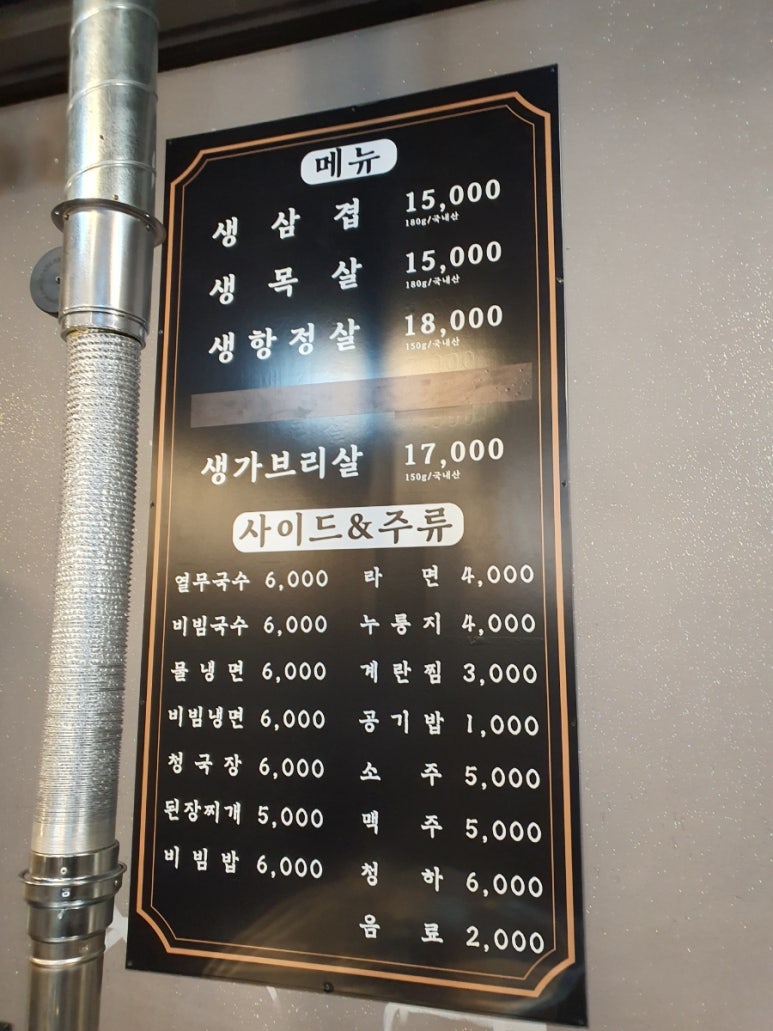 메뉴
생삼겹 15,000
180g/국내산
생목살 15,000
180g/국내산
생항정살 18,000
150g/국내산
생가브리살 17,000
150g/국내산
사이드&주류
열무국수 6,000 라면 4,000
비빔국수 6,000 누룽지 4,000
물냉면 6,000 계란찜 3,000
비빔냉면 6,000 공기밥 1,000
청국장 6,000 소주 5,000
된장찌개 5,000 맥주 5,000
비빔밥 6,000 청하 6,000
음료 2,000